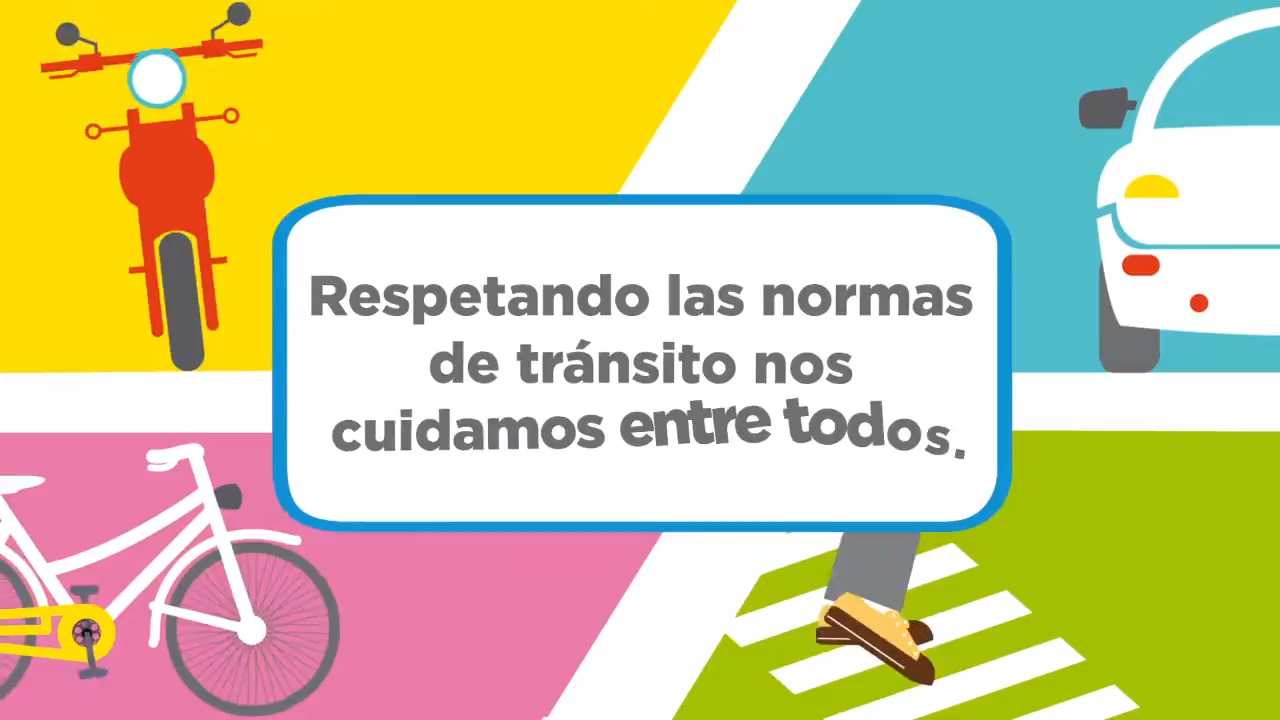 Respetando las normas
de tránsito nos
cuidamos entre todos.